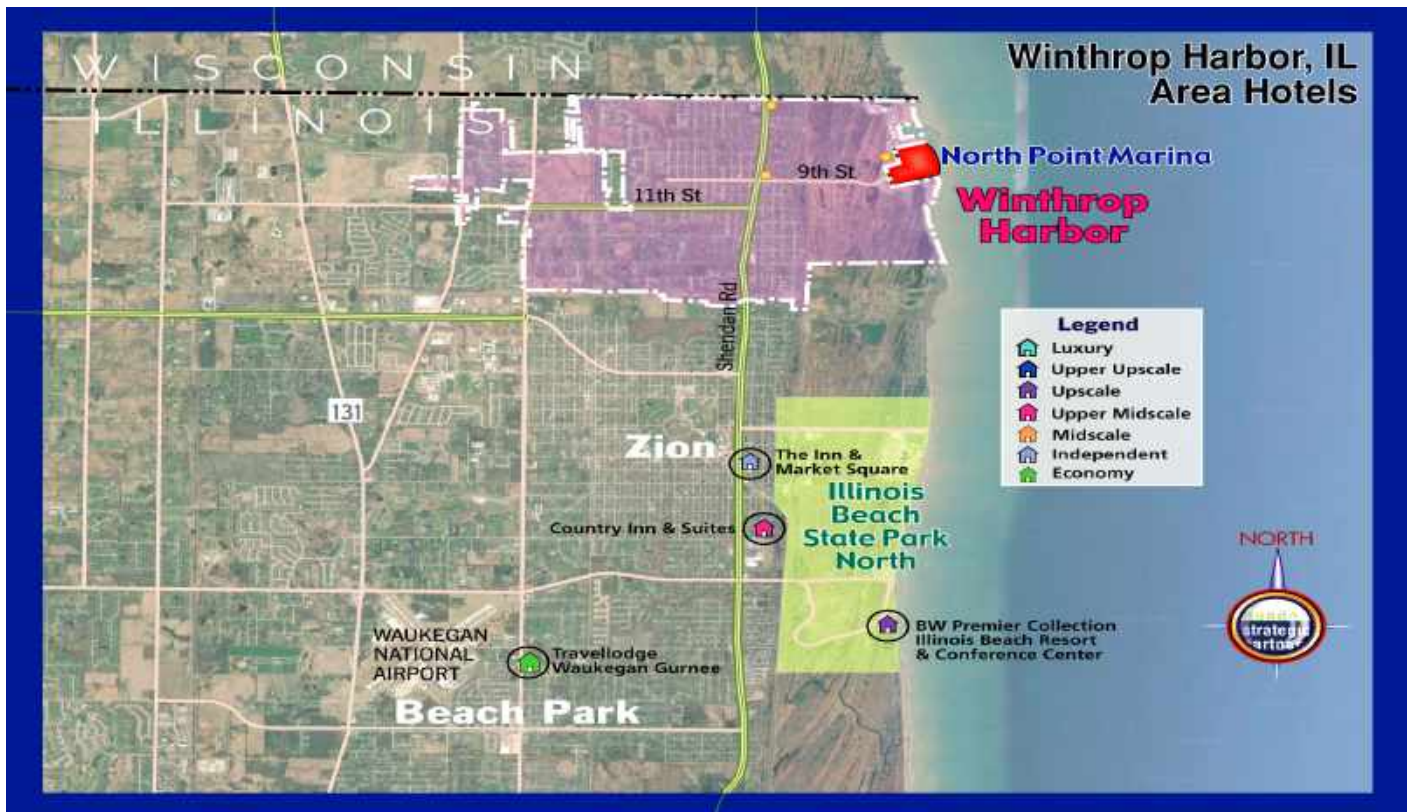 WISCONSIN
ILLINOIS
Winthrop Harbor, IL
Area Hotels
North Point Marina
9th St
11th St
Winthrop
Harbor
Sheridan Rd
Legend
Luxury
Upper Upscale
Upscale
Upper Midscale
Midscale
Independent
Economy
131
Zion
The Inn &
Market Square
Illinois
Beach
State Park
North
Country Inn & Suites
NORTH
strategic
BW Premier Collection
Illinois Beach Resort
& Conference Center
WAUKEGAN
NATIONAL
AIRPORT
Travellodge
Waukegan Gurnee
Beach Park